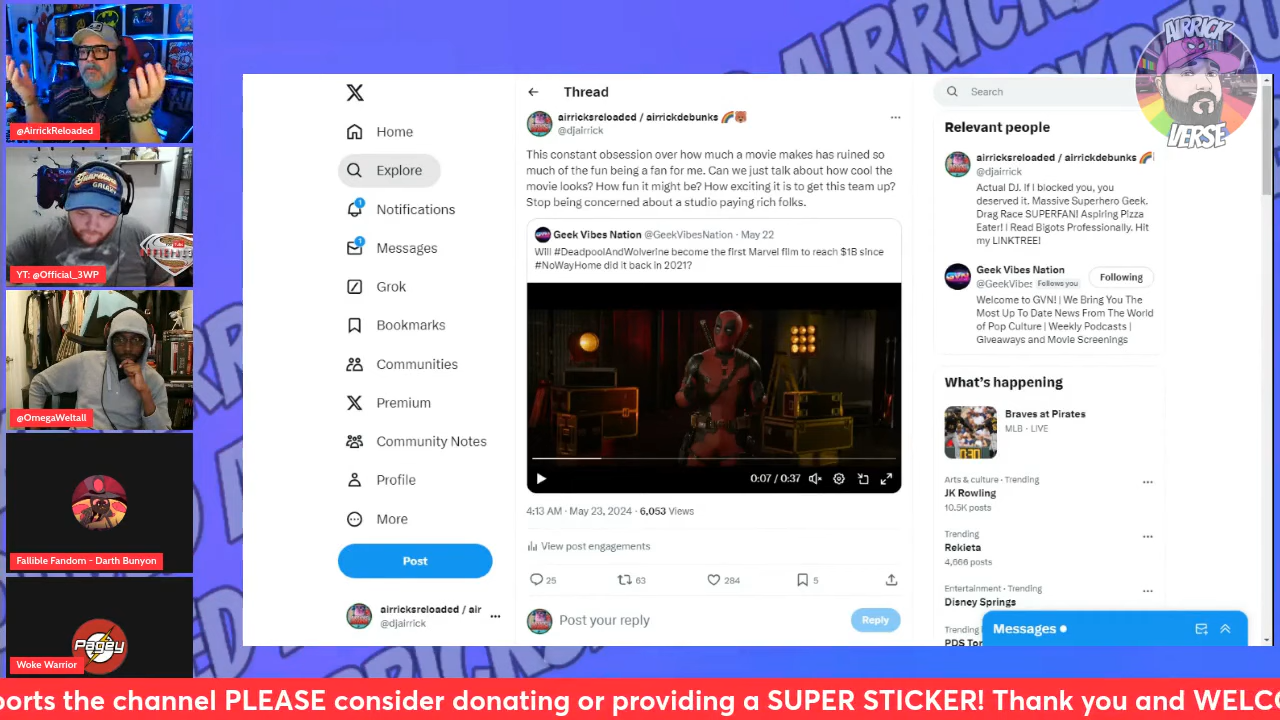 @AirrickReloaded
YT: @Official_3WP
@OmegaWeltall
Fallible Fandom - Darth Bunyon
Pagey
Woke Warrior
Home
Explore
Notifications
Messages
Grok
Bookmarks
Communities
Premium
Community Notes
Profile
More
Post
airricksreloaded / air
@djairrick
Thread
airricksreloaded / airrickdebunks 🌈🐻
@djairrick
This constant obsession over how much a movie makes has ruined so
much of the fun being a fan for me. Can we just talk about how cool the
movie looks? How fun it might be? How exciting it is to get this team up?
Stop being concerned about a studio paying rich folks.
Geek Vibes Nation @GeekVibesNation · May 22
Will #DeadpoolAndWolverine become the first Marvel film to reach $1B since
#NoWayHome did it back in 2021?
0:07 / 0:37
4:13 AM · May 23, 2024 · 6,053 Views
View post engagements
25 63 284 5
Post your reply
Reply
Search
Relevant people
airricksreloaded / airrickdebunks 🌈
@djairrick
Actual DJ. If I blocked you, you
deserved it. Massive Superhero Geek.
Drag Race SUPERFAN! Aspiring Pizza
Eater! I Read Bigots Professionally. Hit
my LINKTREE!
Geek Vibes Nation
@GeekVibes Follows you
Following
Welcome to GVN! | We Bring You The
Most Up To Date News From The World
of Pop Culture | Weekly Podcasts |
Giveaways and Movie Screenings
What's happening
Braves at Pirates
MLB · LIVE
Arts & culture · Trending
JK Rowling
10.5K posts
Trending
Rekieta
4,666 posts
Entertainment · Trending
Disney Springs
Trending
PDS
Messages
AIRRICK
VERSE
ports the channel PLEASE consider donating or providing a SUPER STICKER! Thank you and WELCO